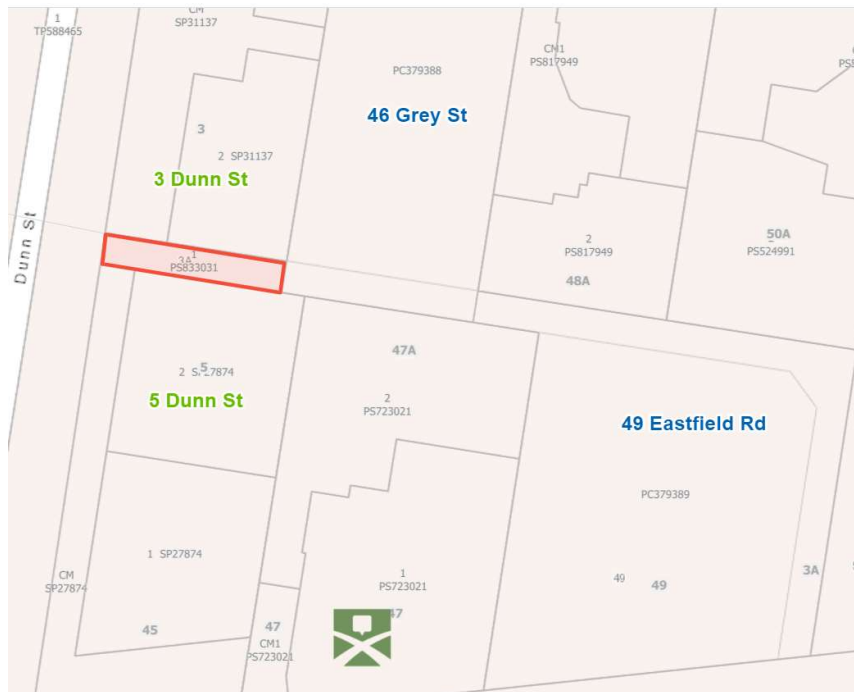 1
TP588465
CM
SP31137
PC379388
46 Grey St
CM1
PS817949
3
2 SP31137
3 Dunn St
Dunn St
3A
1
PS833031
2
PS817949
48A
50A
PS524991
47A
2
PS723021
5
5 Dunn St
49 Eastfield Rd
PC379389
1 SP27874
1
PS723021
CM
SP27874
49
49
3A
45
47
CM1
PS723021
47